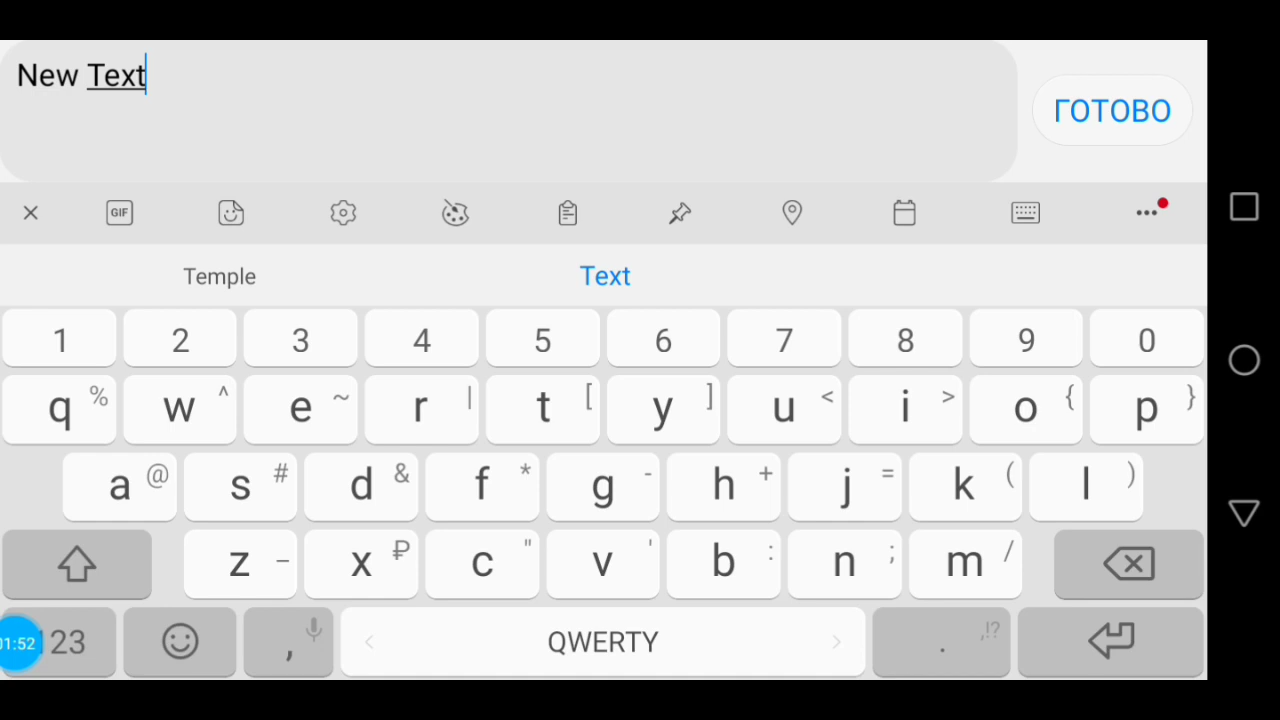 New Text
ГОТОВО
GIF
Temple Text
1 2 3 4 5 6 7 8 9 0
q % w ^ e ~ r | t [ y ] u < i > o { p }
a @ s # d & f * g - h + j = k ( l )
z _ x ₽ c " v ' b : n ; m /
01:52 123 , QWERTY . ,!?